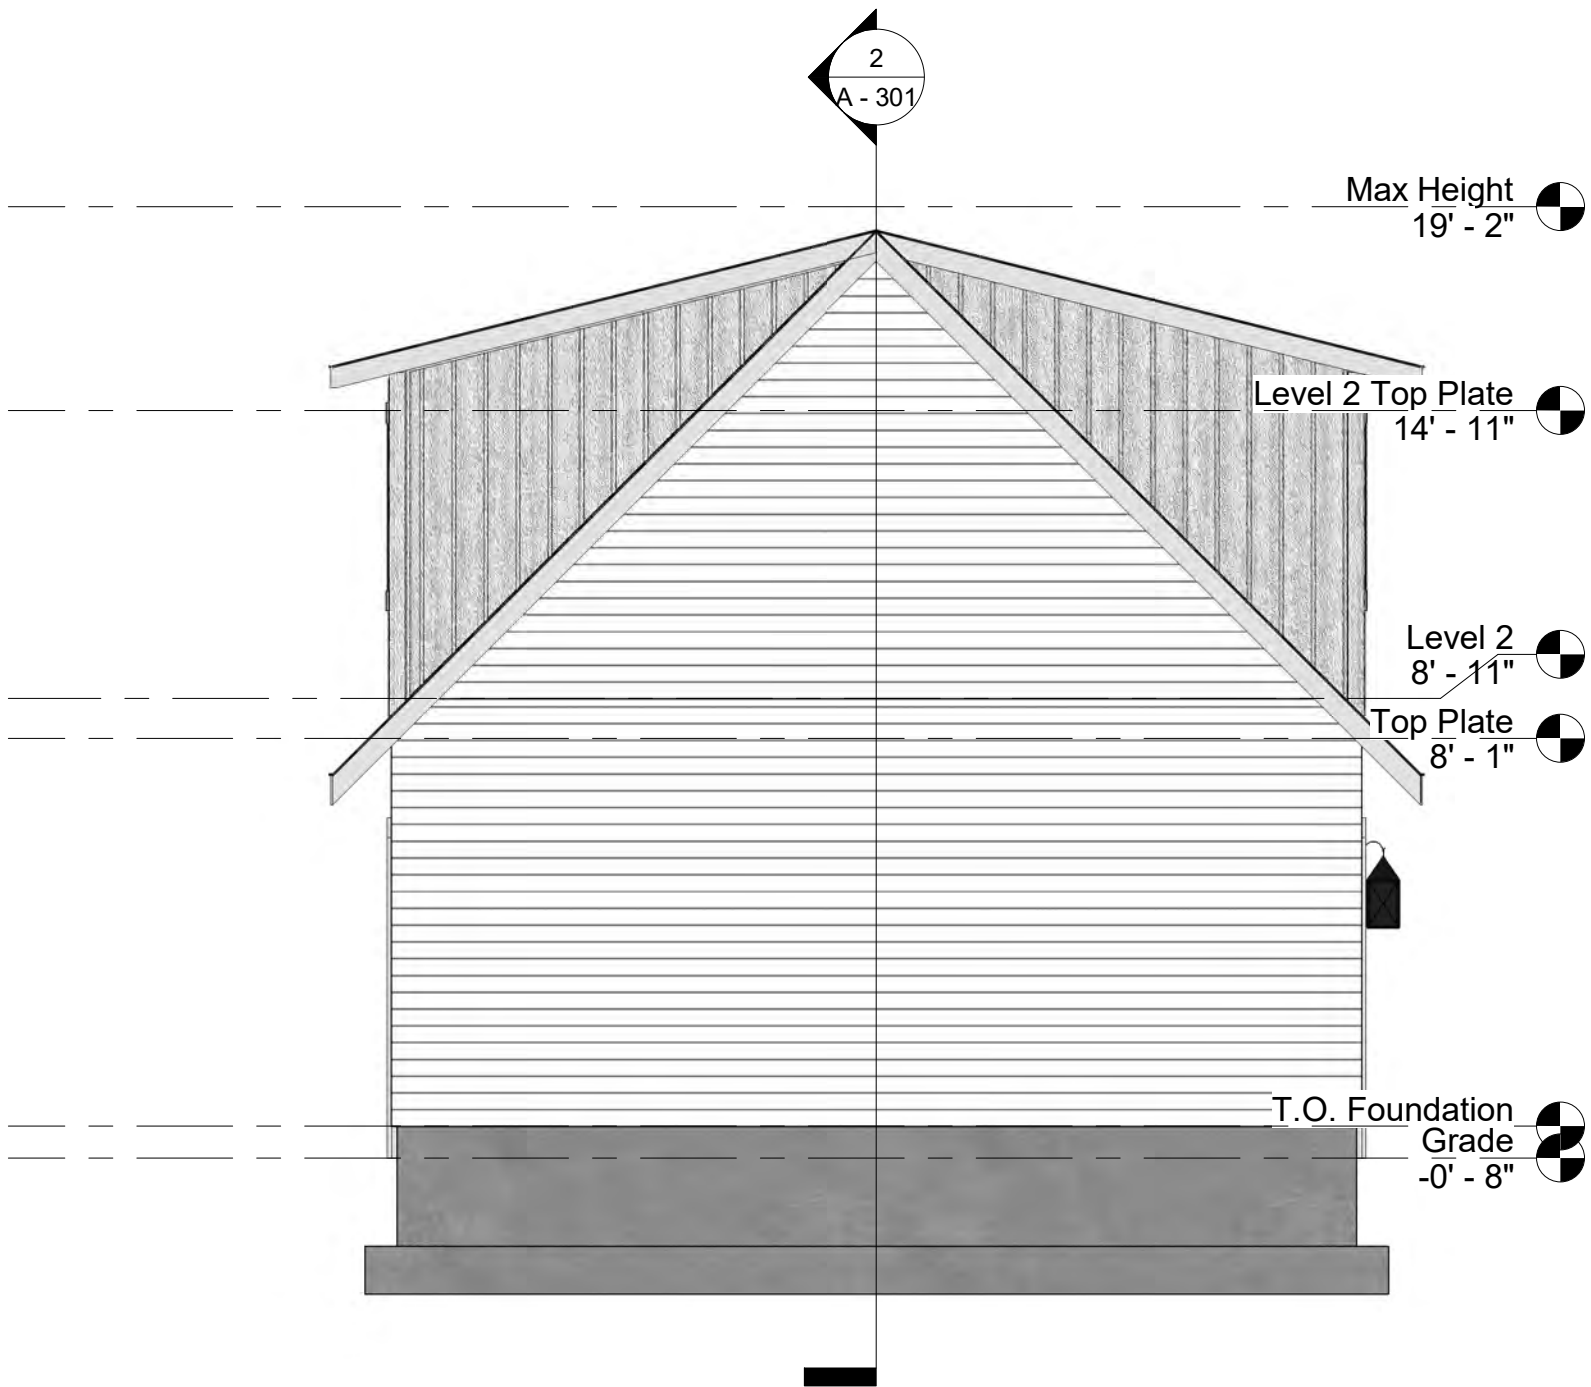 2
A - 301
Max Height
19' - 2"
Level 2 Top Plate
14' - 11"
Level 2
8' - 11"
Top Plate
8' - 1"
T.O. Foundation
Grade
-0' - 8"